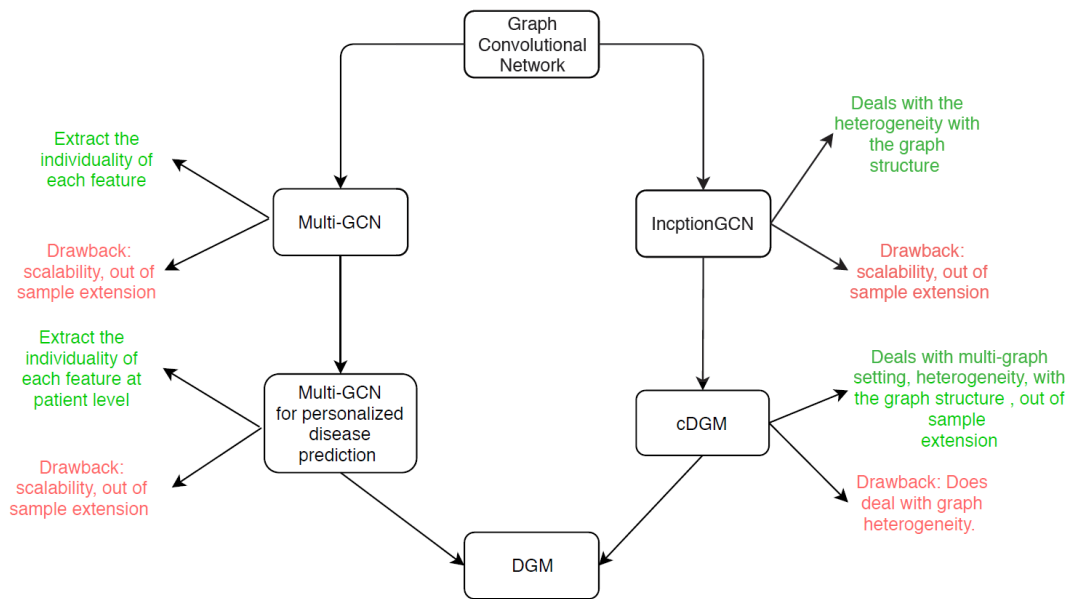 Graph
Convolutional
Network
Extract the
individuality of
each feature
Multi-GCN
Drawback:
scalability, out of
sample extension
Deals with the
heterogeneity with
the graph
structure
IncptionGCN
Drawback:
scalability, out of
sample extension
Extract the
individuality of
each feature at
patient level
Multi-GCN
for personalized
disease
prediction
Drawback:
scalability, out of
sample extension
Deals with multi-graph
setting, heterogeneity, with
the graph structure , out of
sample
extension
cDGM
Drawback: Does
deal with graph
heterogeneity.
DGM